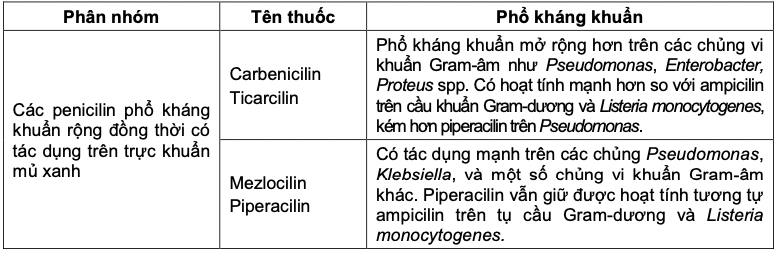 Phân nhóm
Tên thuốc
Phổ kháng khuẩn
Các penicilin phổ kháng
khuẩn rộng đồng thời có
tác dụng trên trực khuẩn
mủ xanh
Carbenicilin
Ticarcilin
Phổ kháng khuẩn mở rộng hơn trên các chủng vi
khuẩn Gram-âm như Pseudomonas, Enterobacter,
Proteus spp. Có hoạt tính mạnh hơn so với ampicilin
trên cầu khuẩn Gram-dương và Listeria monocytogenes,
kém hơn piperacilin trên Pseudomonas.
Mezlocilin
Piperacilin
Có tác dụng mạnh trên các chủng Pseudomonas,
Klebsiella, và một số chủng vi khuẩn Gram-âm
khác. Piperacilin vẫn giữ được hoạt tính tương tự
ampicilin trên tụ cầu Gram-dương và Listeria
monocytogenes.